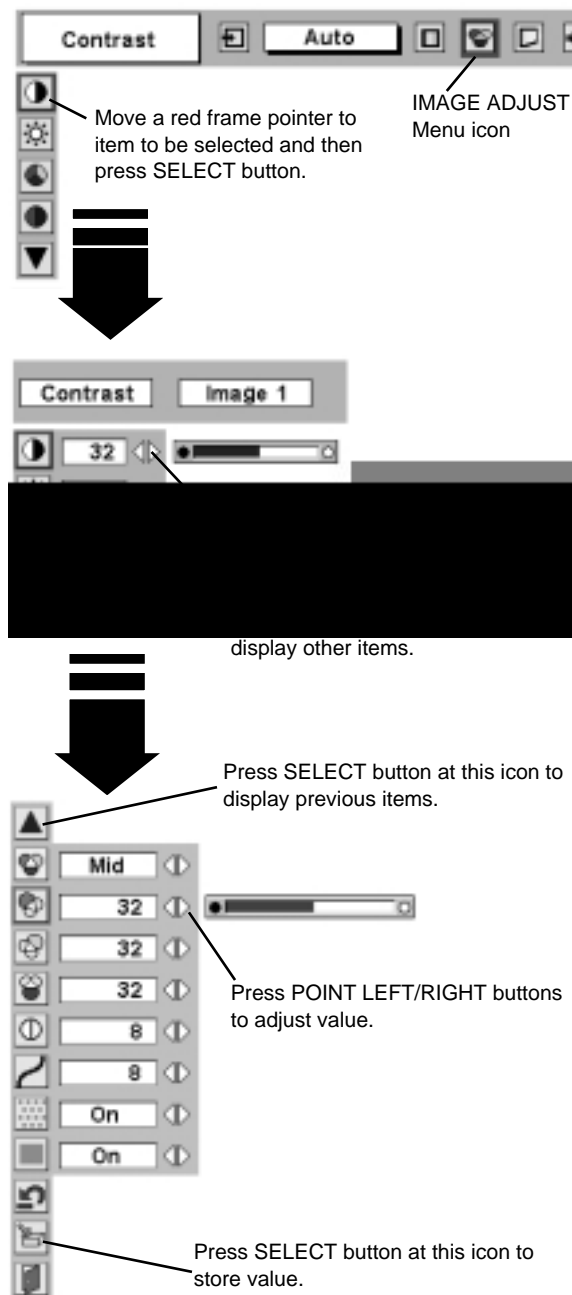 Contrast
Auto
IMAGE ADJUST
Menu icon
Move a red frame pointer to
item to be selected and then
press SELECT button.
Contrast
Image 1
32
display other items.
Press SELECT button at this icon to
display previous items.
Mid
32
32
32
Press POINT LEFT/RIGHT buttons
to adjust value.
8
8
On
On
Press SELECT button at this icon to
store value.